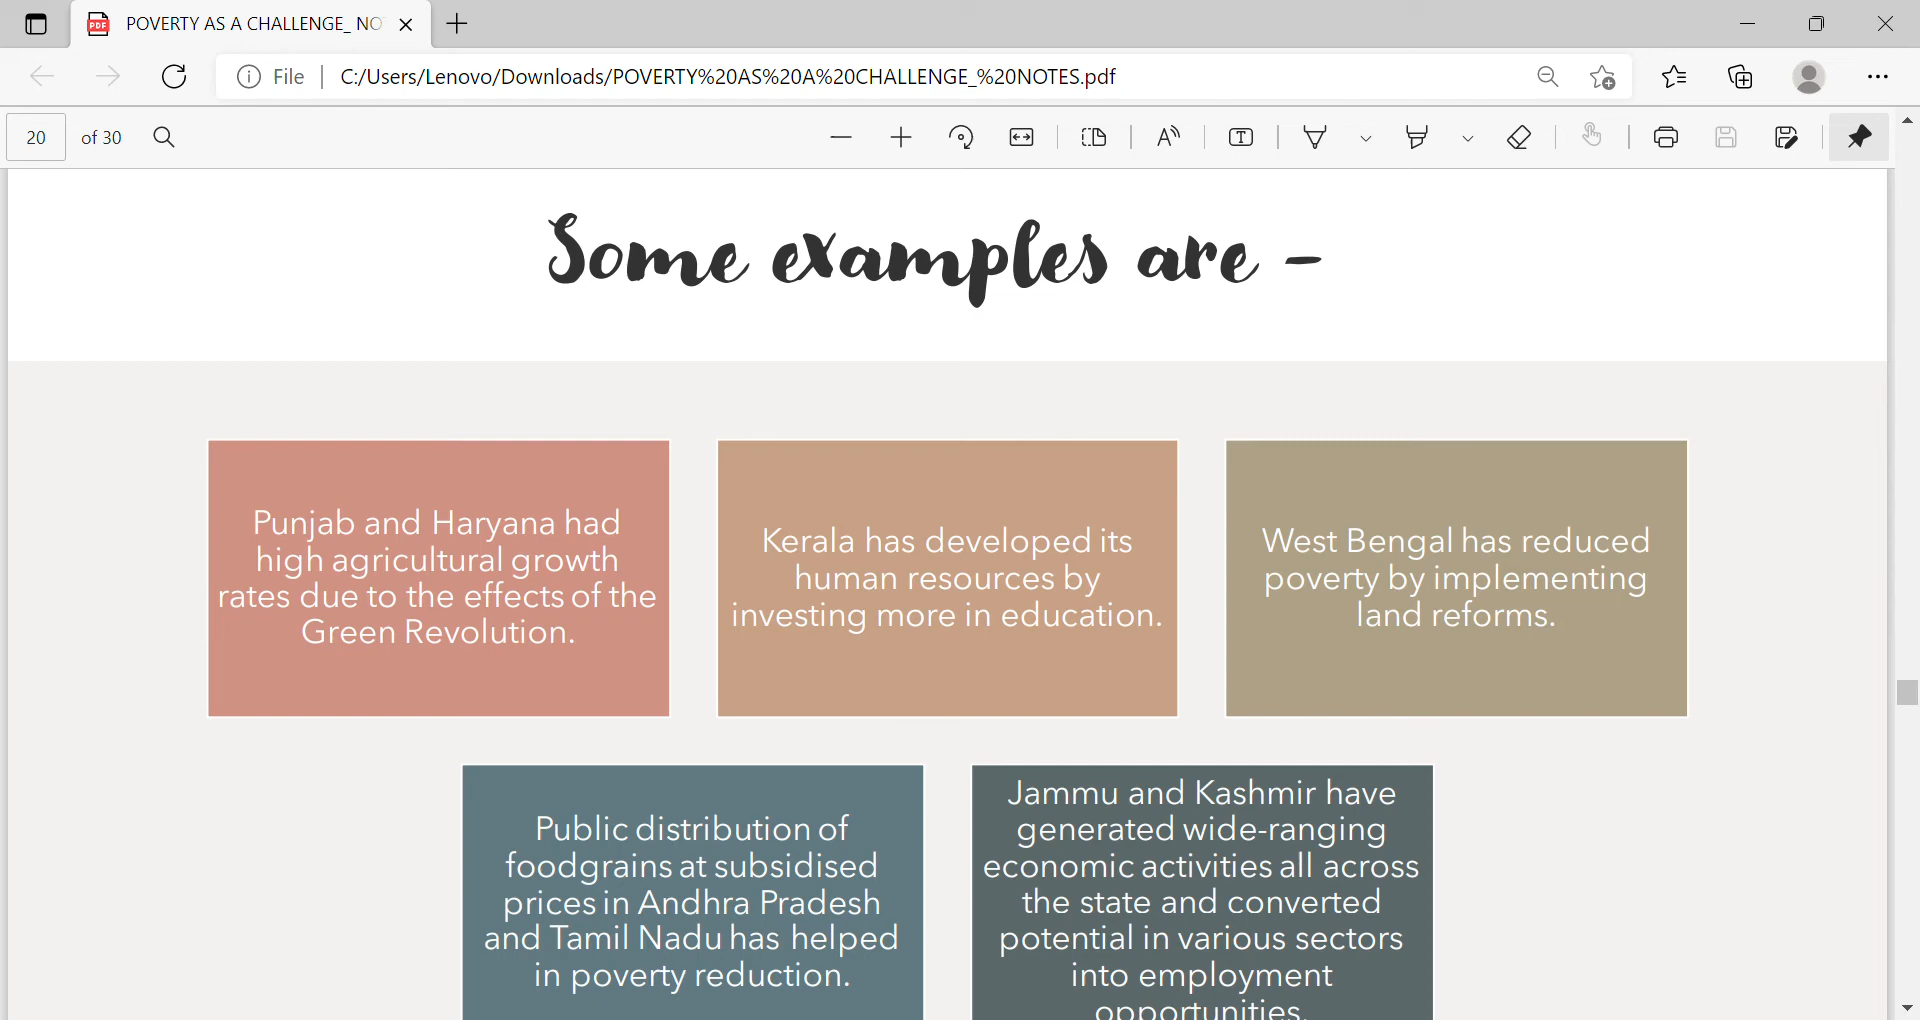 POVERTY AS A CHALLENGE_ NO
File
C:/Users/Lenovo/Downloads/POVERTY%20AS%20A%20CHALLENGE_%20NOTES.pdf
20 of 30
Some examples are -
Punjab and Haryana had
high agricultural growth
rates due to the effects of the
Green Revolution.
Kerala has developed its
human resources by
investing more in education.
West Bengal has reduced
poverty by implementing
land reforms.
Public distribution of
foodgrains at subsidised
prices in Andhra Pradesh
and Tamil Nadu has helped
in poverty reduction.
Jammu and Kashmir have
generated wide-ranging
economic activities all across
the state and converted
potential in various sectors
into employment
opportunities.